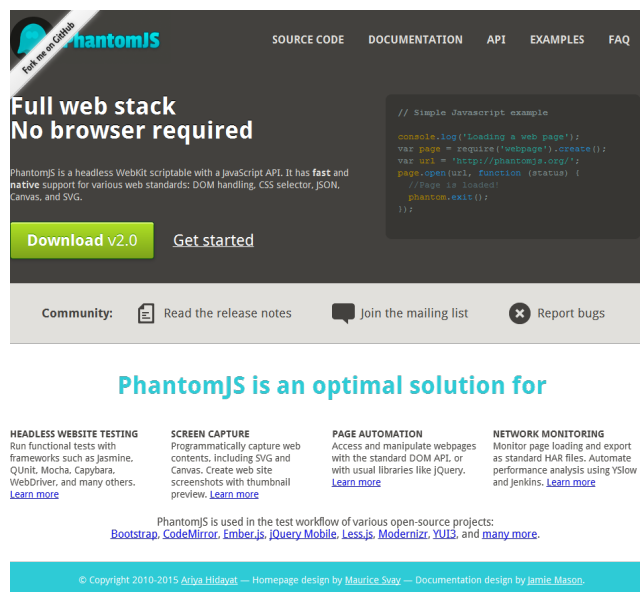 Fork me on GitHub
PhantomJS
SOURCE CODE DOCUMENTATION API EXAMPLES FAQ
Full web stack
No browser required
PhantomJS is a headless WebKit scriptable with a JavaScript API. It has fast and
native support for various web standards: DOM handling, CSS selector, JSON,
Canvas, and SVG.
Download v2.0 Get started
// Simple Javascript example
console.log('Loading a web page');
var page = require('webpage').create();
var url = 'http://phantomjs.org/';
page.open(url, function (status) {
//Page is loaded!
phantom.exit();
});
Community: Read the release notes Join the mailing list Report bugs
PhantomJS is an optimal solution for
HEADLESS WEBSITE TESTING
Run functional tests with
frameworks such as Jasmine,
QUnit, Mocha, Capybara,
WebDriver, and many others.
Learn more
SCREEN CAPTURE
Programmatically capture web
contents, including SVG and
Canvas. Create web site
screenshots with thumbnail
preview. Learn more
PAGE AUTOMATION
Access and manipulate webpages
with the standard DOM API, or
with usual libraries like jQuery.
Learn more
NETWORK MONITORING
Monitor page loading and export
as standard HAR files. Automate
performance analysis using YSlow
and Jenkins. Learn more
PhantomJS is used in the test workflow of various open-source projects:
Bootstrap, CodeMirror, Ember.js, jQuery Mobile, Less.js, Modernizr, YUI3, and many more.
© Copyright 2010-2015 Ariya Hidayat — Homepage design by Maurice Svay — Documentation design by Jamie Mason.